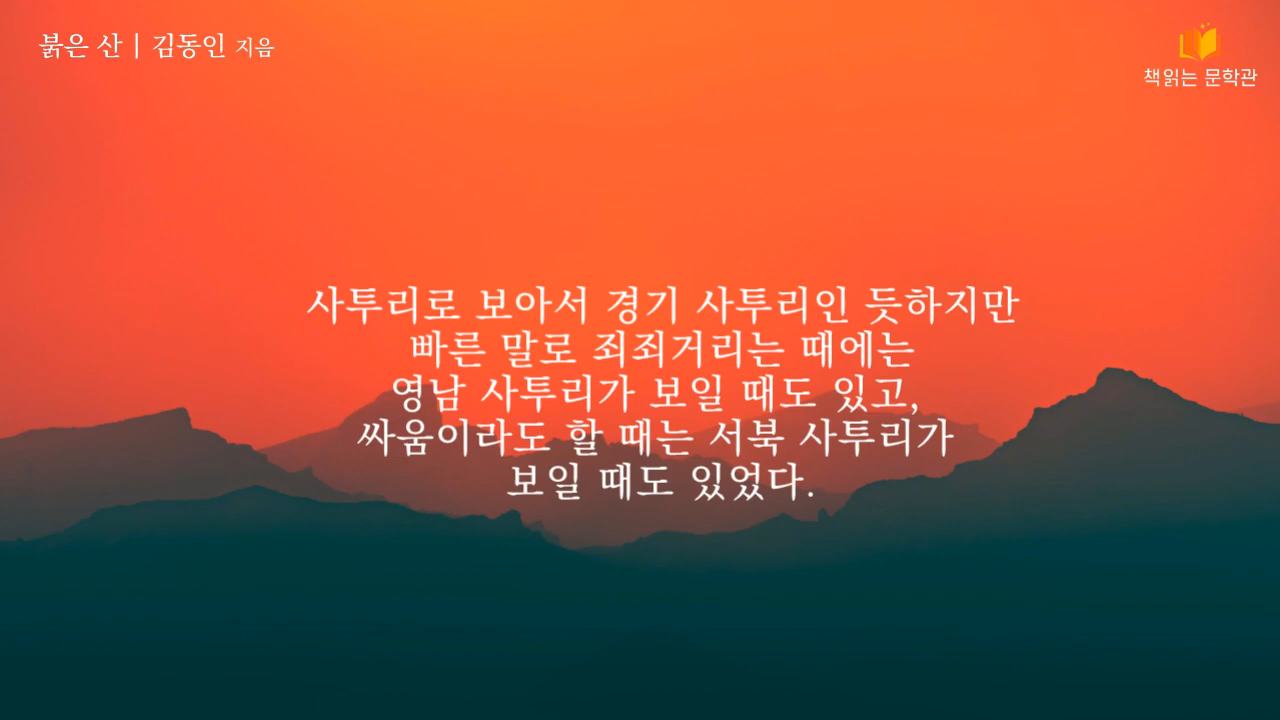 붉은 산 | 김동인 지음
책읽는 문학관
사투리로 보아서 경기 사투리인 듯하지만
빠른 말로 죄죄거리는 때에는
영남 사투리가 보일 때도 있고,
싸움이라도 할 때는 서북 사투리가
보일 때도 있었다.